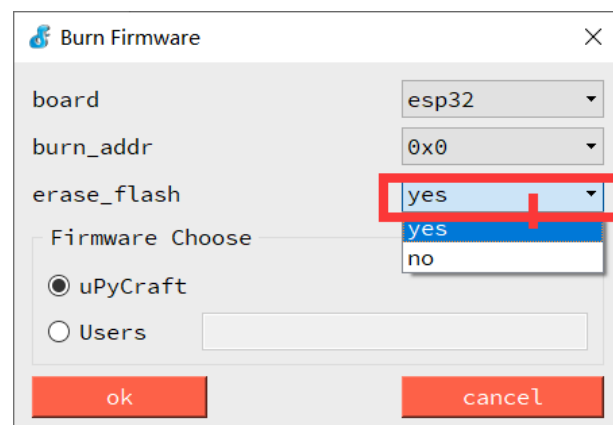 Burn Firmware
board esp32
burn_addr 0x0
erase_flash yes
yes
no
Firmware Choose
uPyCraft
Users
ok cancel